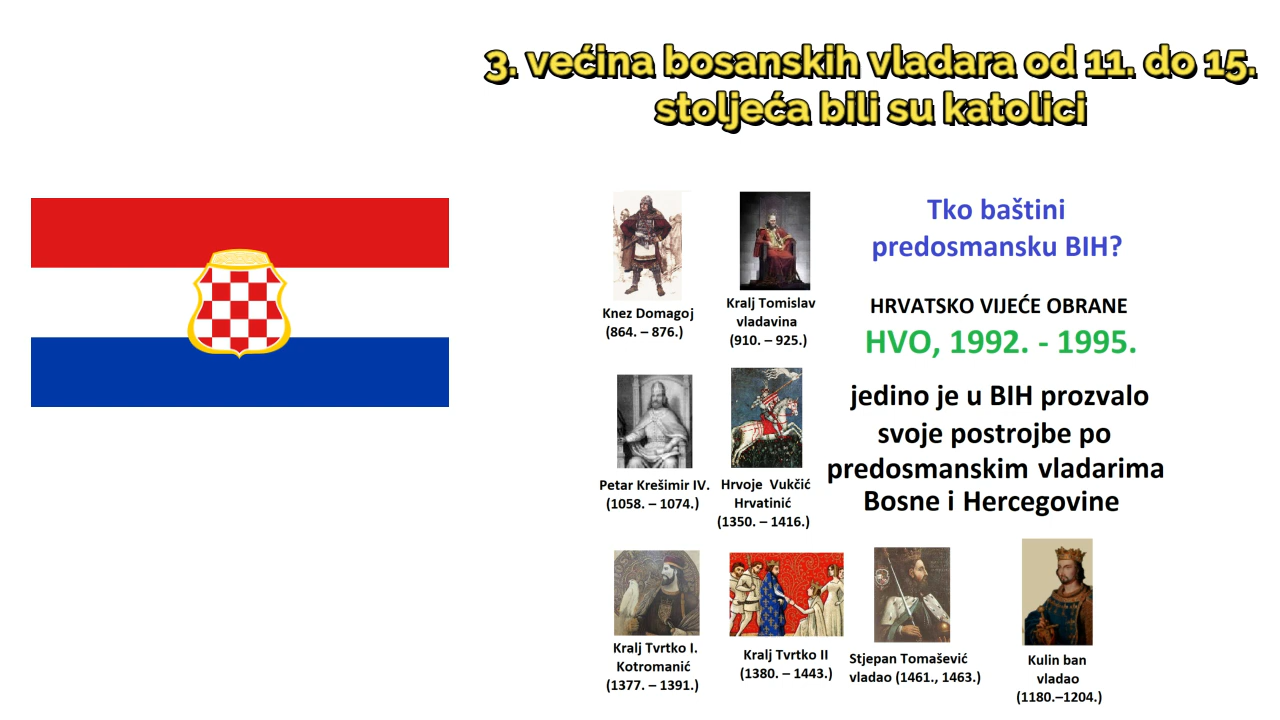 3. većina bosanskih vladara od 11. do 15.
stoljeća bili su katolici
Tko baštini
predosmansku BIH?
HRVATSKO VIJEĆE OBRANE
HVO, 1992. - 1995.
jedino je u BIH prozvalo
svoje postrojbe po
predosmanskim vladarima
Bosne i Hercegovine
Knez Domagoj
(864. – 876.)
Kralj Tomislav
vladavina
(910. – 925.)
Petar Krešimir IV.
(1058. – 1074.)
Hrvoje Vukčić
Hrvatinić
(1350. – 1416.)
Kralj Tvrtko I.
Kotromanić
(1377. – 1391.)
Kralj Tvrtko II
(1380. – 1443.)
Stjepan Tomašević
vladao (1461., 1463.)
Kulin ban
vladao
(1180.–1204.)